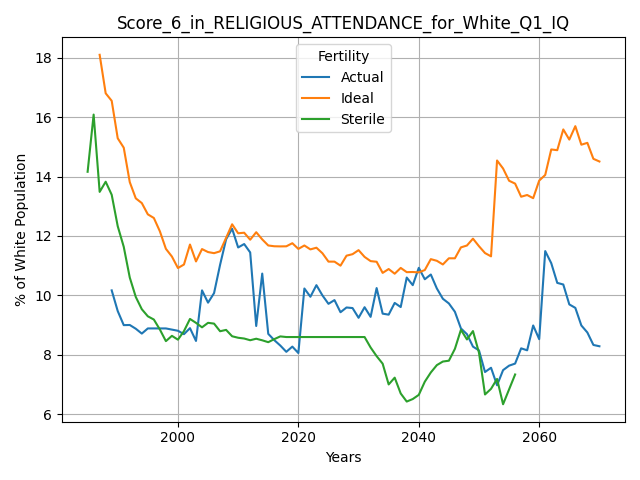 Score_6_in_RELIGIOUS_ATTENDANCE_for_White_Q1_IQ
Fertility
Actual
Ideal
Sterile
% of White Population
18
16
14
12
10
8
6
2000
2020
2040
2060
Years